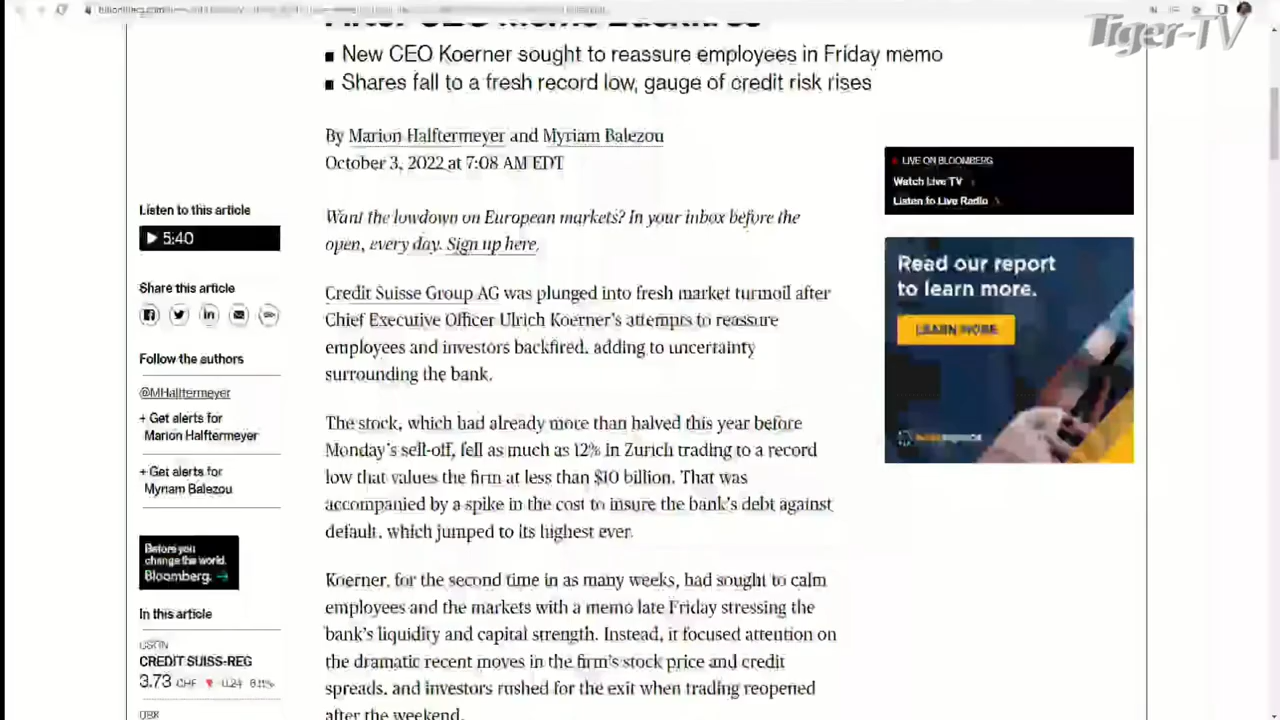 Tiger-TV
After CEO Memo Backfires
■ New CEO Koerner sought to reassure employees in Friday memo
■ Shares fall to a fresh record low, gauge of credit risk rises
By Marion Halftermeyer and Myriam Balezou
October 3, 2022 at 7:08 AM EDT
Listen to this article
5:40
Share this article
Follow the authors
@MHalftermeyer
+ Get alerts for
Marion Halftermeyer
+ Get alerts for
Myriam Balezou
Before you
change the world.
Bloomberg. →
In this article
CREDIT SUISS-REG
3.73 CHF ▼ 0.24
Want the lowdown on European markets? In your inbox before the
open, every day. Sign up here.
Credit Suisse Group AG was plunged into fresh market turmoil after
Chief Executive Officer Ulrich Koerner's attempts to reassure
employees and investors backfired, adding to uncertainty
surrounding the bank.
The stock, which had already more than halved this year before
Monday's sell-off, fell as much as 12% in Zurich trading to a record
low that values the firm at less than $10 billion. That was
accompanied by a spike in the cost to insure the bank's debt against
default, which jumped to its highest ever.
Koerner, for the second time in as many weeks, had sought to calm
employees and the markets with a memo late Friday stressing the
bank's liquidity and capital strength. Instead, it focused attention on
the dramatic recent moves in the firm's stock price and credit
spreads, and investors rushed for the exit when trading reopened
after the weekend.
LIVE ON BLOOMBERG
Watch Live TV
Listen to Live Radio
Read our report
to learn more.
LEARN MORE